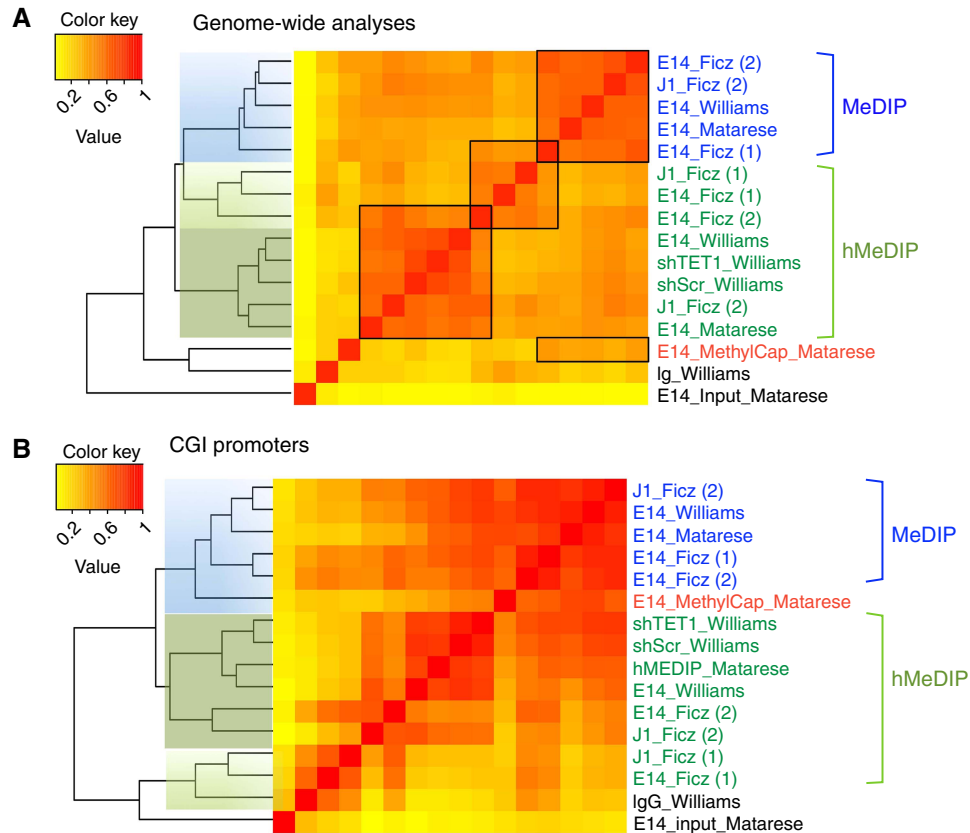 A
Color key
Genome-wide analyses
0.2 0.6 1
Value
E14_Ficz (2)
J1_Ficz (2)
E14_Williams
E14_Matarese
E14_Ficz (1)
MeDIP
J1_Ficz (1)
E14_Ficz (1)
E14_Ficz (2)
E14_Williams
shTET1_Williams
shScr_Williams
J1_Ficz (2)
E14_Matarese
hMeDIP
E14_MethylCap_Matarese
Ig_Williams
E14_Input_Matarese
B
Color key
CGI promoters
0.2 0.6 1
Value
J1_Ficz (2)
E14_Williams
E14_Matarese
E14_Ficz (1)
E14_Ficz (2)
MeDIP
E14_MethylCap_Matarese
shTET1_Williams
shScr_Williams
hMEDIP_Matarese
E14_Williams
E14_Ficz (2)
J1_Ficz (2)
J1_Ficz (1)
E14_Ficz (1)
hMeDIP
IgG_Williams
E14_input_Matarese